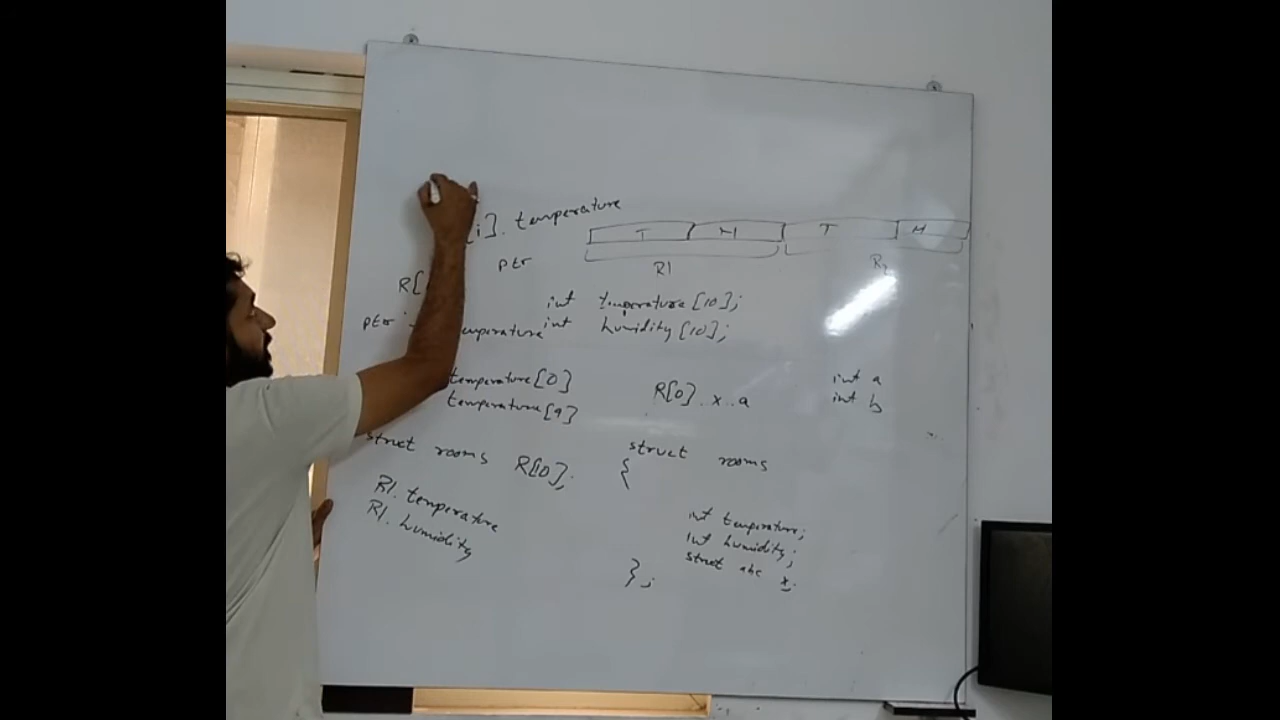 [i]. temperature
T H T H
ptr R1 R2
R[
int temperature[10];
ptr temperature int humidity[10];
temperature[0] int a
temperature[9] R[0].x.a int b
struct rooms R[10]; struct rooms
{
R1.temperature int temperature;
R1.humidity int humidity;
struct abc x;
};